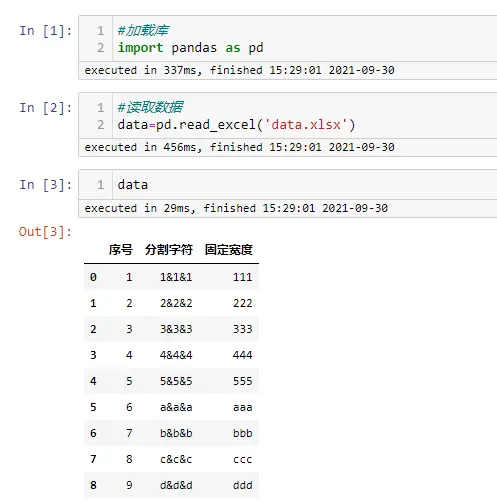 In [1]:
1 #加载库
2 import pandas as pd
executed in 337ms, finished 15:29:01 2021-09-30
In [2]:
1 #读取数据
2 data=pd.read_excel('data.xlsx')
executed in 456ms, finished 15:29:01 2021-09-30
In [3]:
1 data
executed in 29ms, finished 15:29:01 2021-09-30
Out[3]:
序号 分割字符 固定宽度
0 1 1&1&1 111
1 2 2&2&2 222
2 3 3&3&3 333
3 4 4&4&4 444
4 5 5&5&5 555
5 6 a&a&a aaa
6 7 b&b&b bbb
7 8 c&c&c ccc
8 9 d&d&d ddd